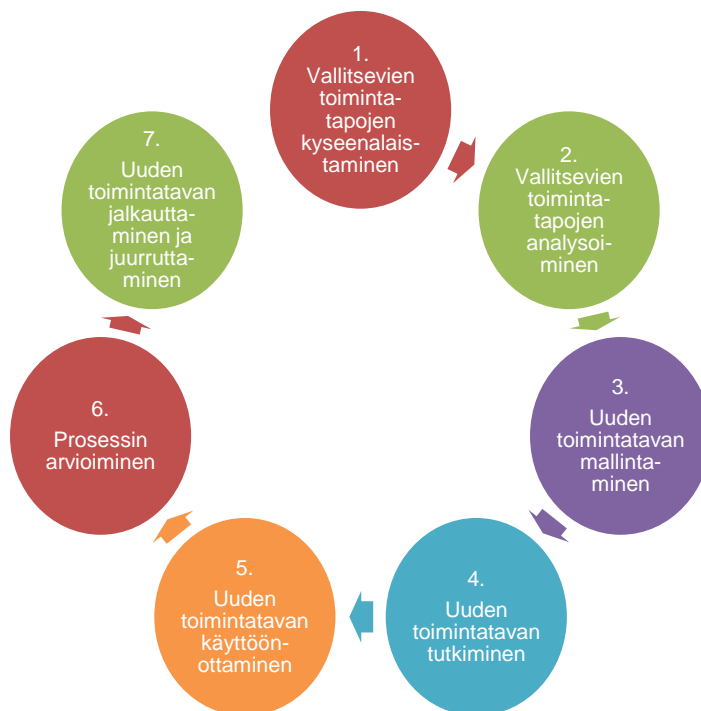 1.
Vallitsevien
toiminta-
tapojen
kyseenalais-
taminen
2.
Vallitsevien
toiminta-
tapojen
analysoi-
minen
3.
Uuden
toimintatavan
mallinta-
minen
4.
Uuden
toimintatavan
tutkiminen
5.
Uuden
toimintatavan
käyttöön-
ottaminen
6.
Prosessin
arvioiminen
7.
Uuden
toimintatavan
jalkautta-
minen ja
juurrutta-
minen